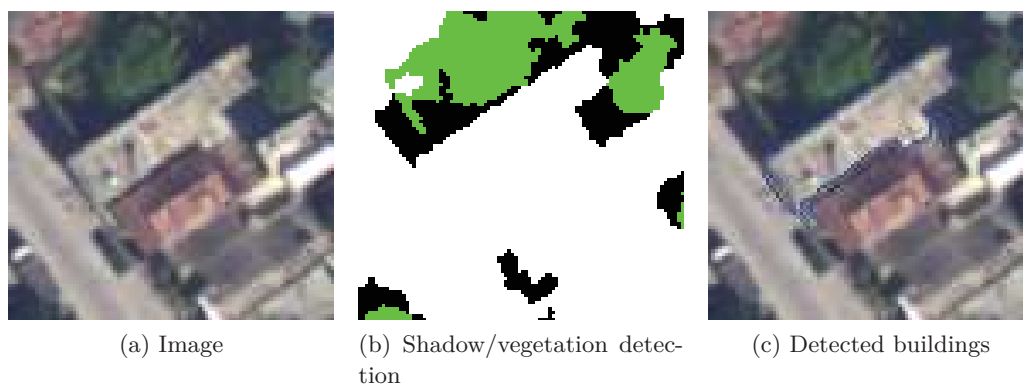 (a) Image
(b) Shadow/vegetation detec-
tion
(c) Detected buildings